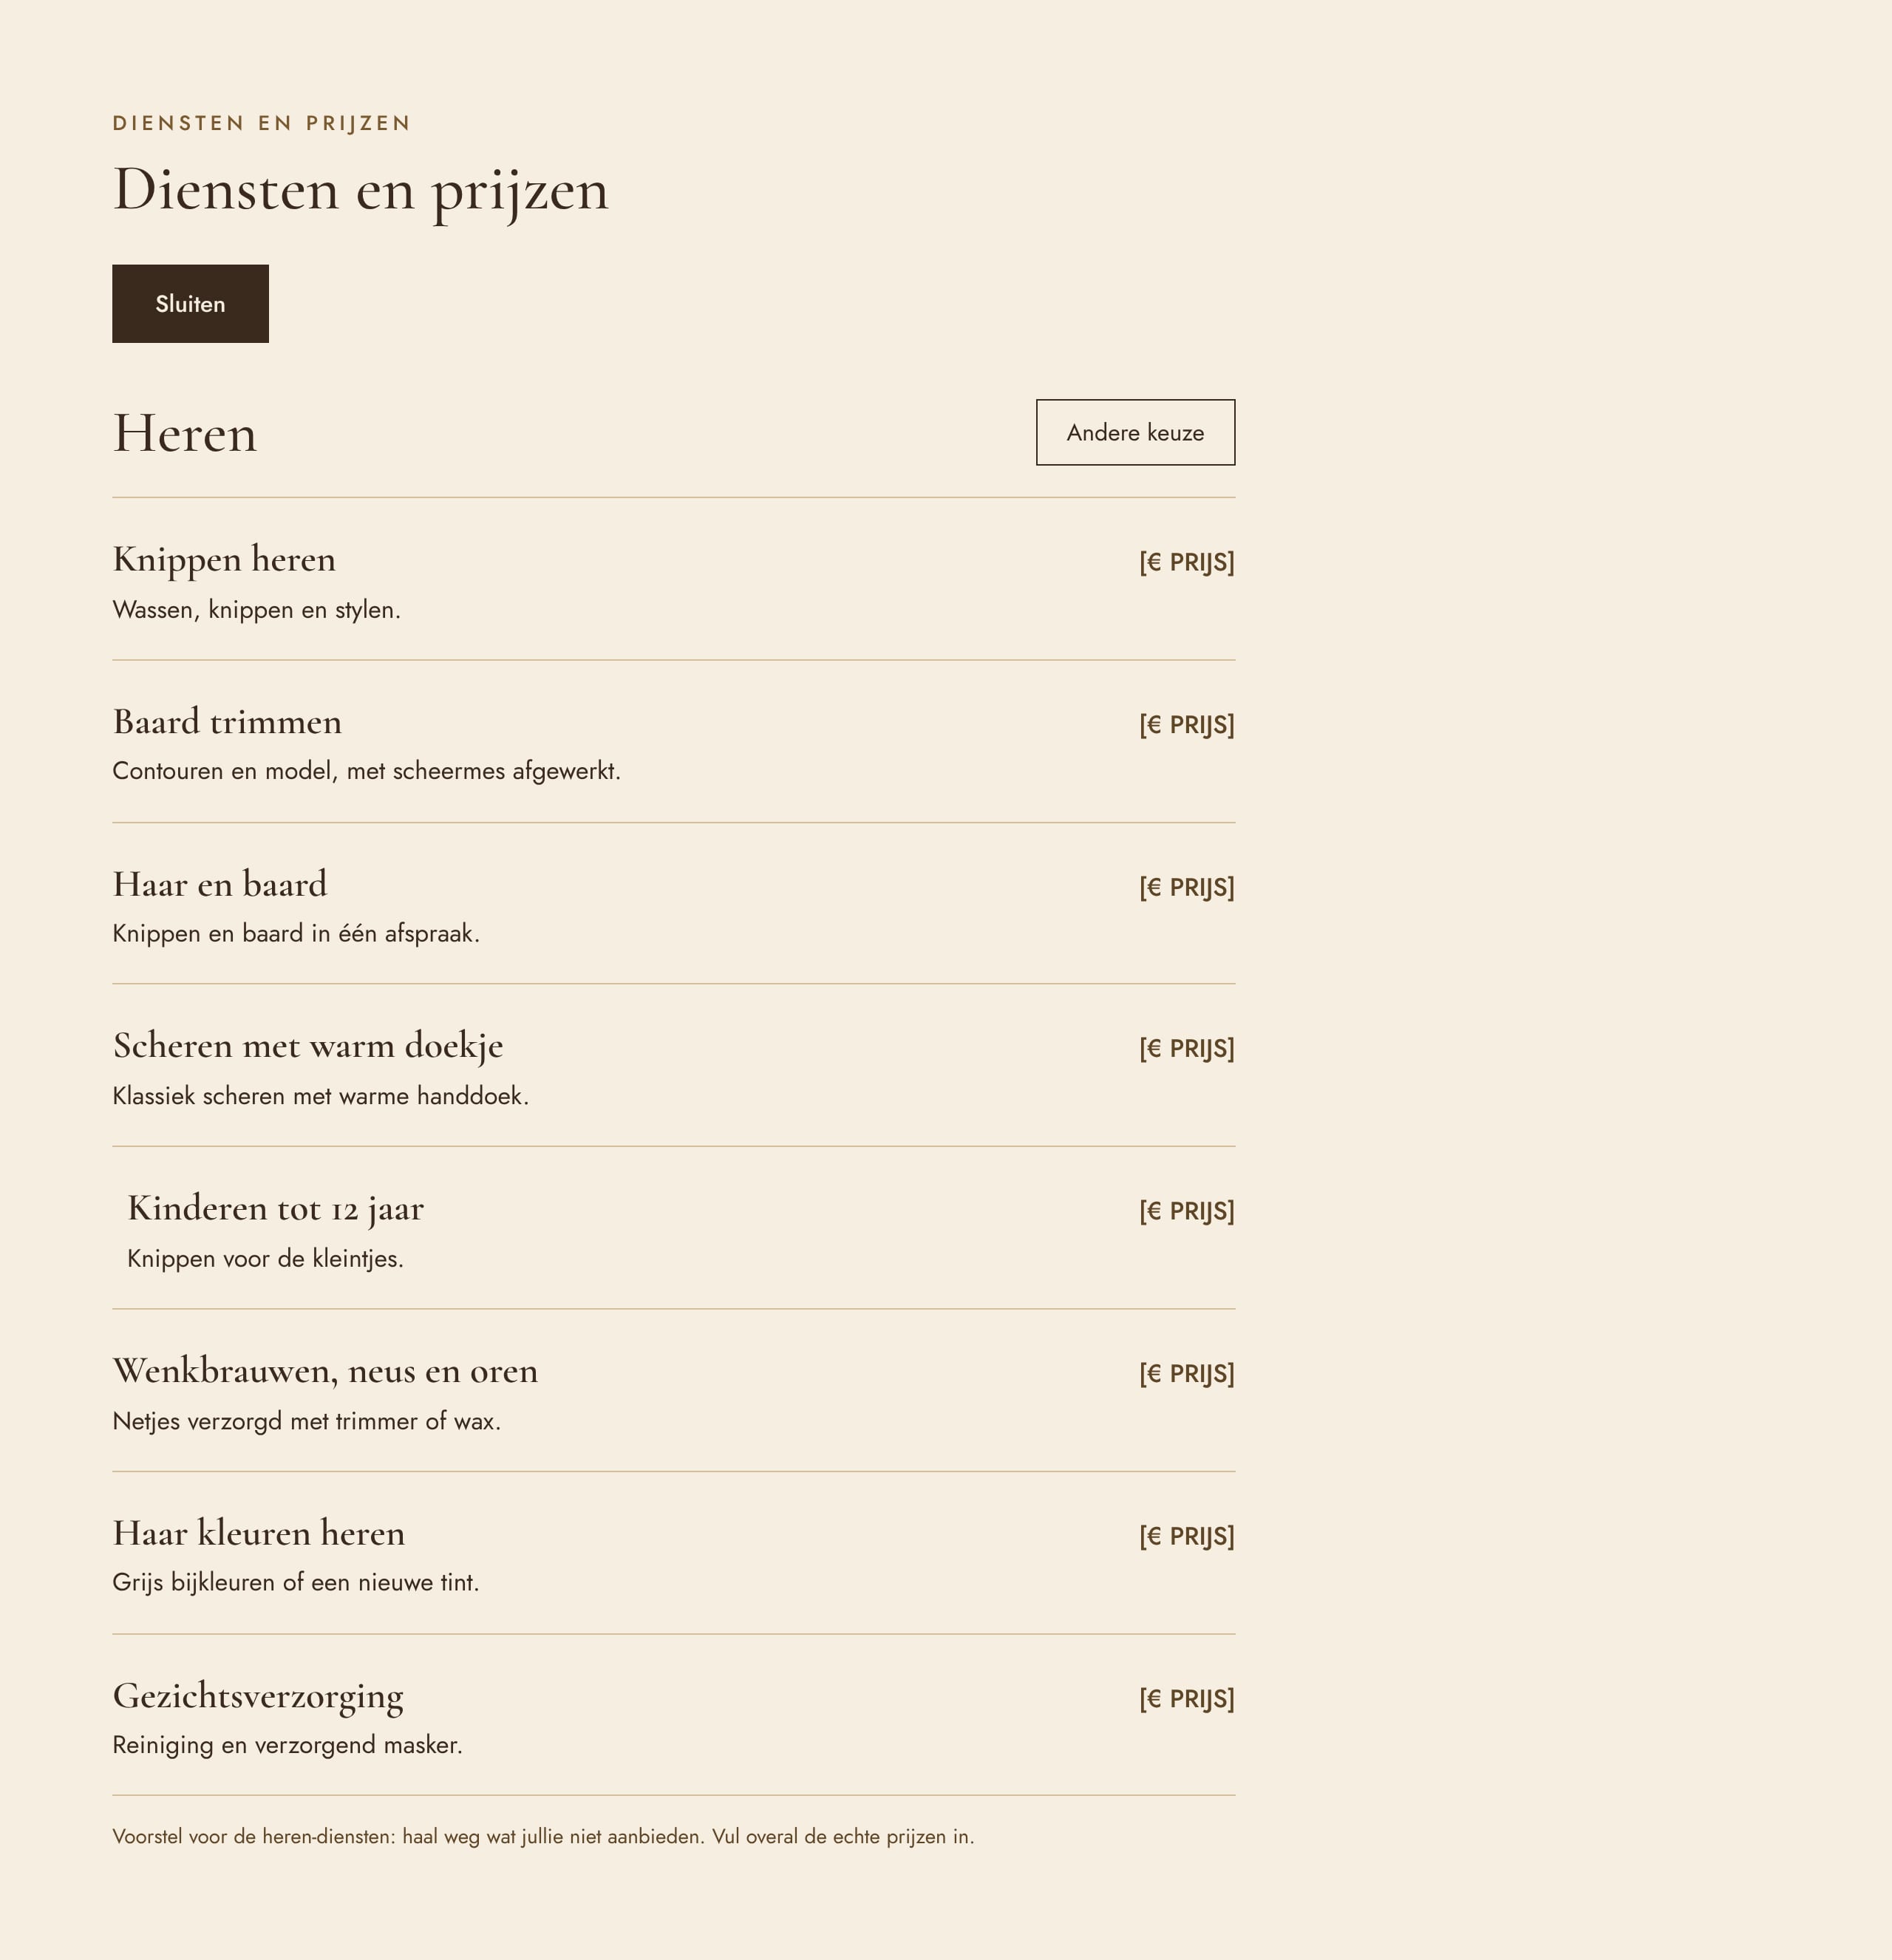 DIENSTEN EN PRIJZEN
Diensten en prijzen
Sluiten
Heren
Andere keuze
Knippen heren
[€ PRIJS]
Wassen, knippen en stylen.
Baard trimmen
[€ PRIJS]
Contouren en model, met scheermes afgewerkt.
Haar en baard
[€ PRIJS]
Knippen en baard in één afspraak.
Scheren met warm doekje
[€ PRIJS]
Klassiek scheren met warme handdoek.
Kinderen tot 12 jaar
[€ PRIJS]
Knippen voor de kleintjes.
Wenkbrauwen, neus en oren
[€ PRIJS]
Netjes verzorgd met trimmer of wax.
Haar kleuren heren
[€ PRIJS]
Grijs bijkleuren of een nieuwe tint.
Gezichtsverzorging
[€ PRIJS]
Reiniging en verzorgend masker.
Voorstel voor de heren-diensten: haal weg wat jullie niet aanbieden. Vul overal de echte prijzen in.